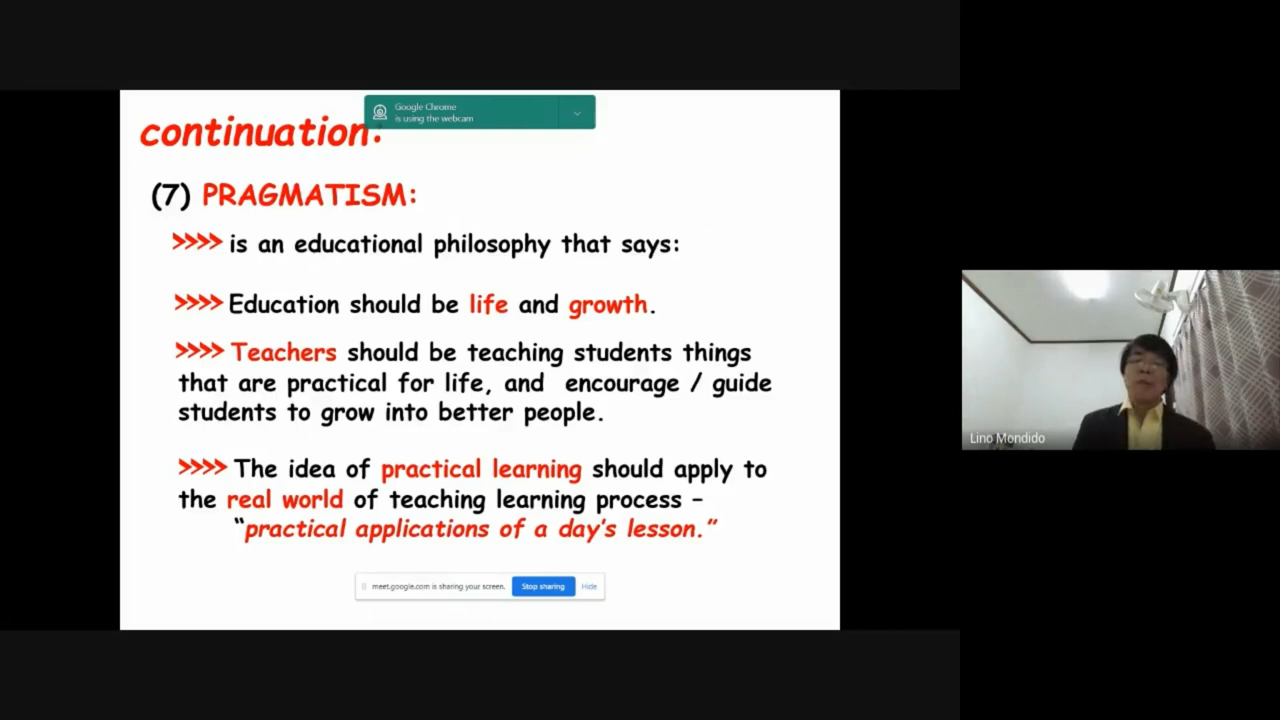 Google Chrome
is using the webcam
continuation:
(7) PRAGMATISM:
>>>> is an educational philosophy that says:
>>>> Education should be life and growth.
>>>> Teachers should be teaching students things
that are practical for life, and encourage / guide
students to grow into better people.
>>>> The idea of practical learning should apply to
the real world of teaching learning process –
“practical applications of a day’s lesson.”
meet.google.com is sharing your screen. Stop sharing Hide
Lino Mondido